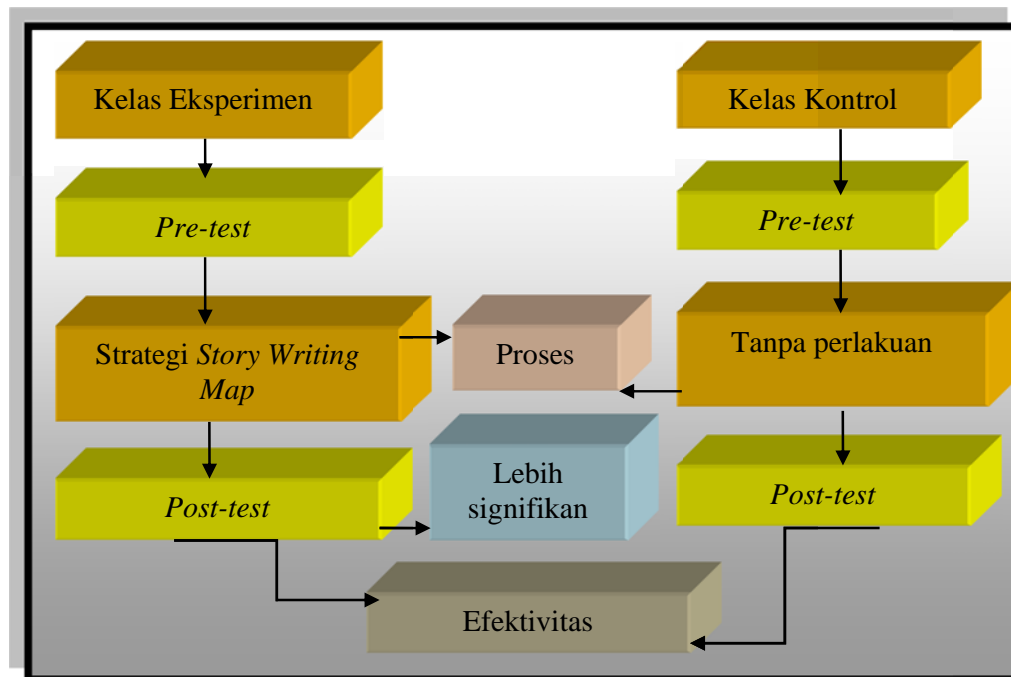 Kelas Eksperimen
Kelas Kontrol
Pre-test
Pre-test
Strategi Story Writing
Map
Proses
Tanpa perlakuan
Post-test
Lebih
signifikan
Post-test
Efektivitas